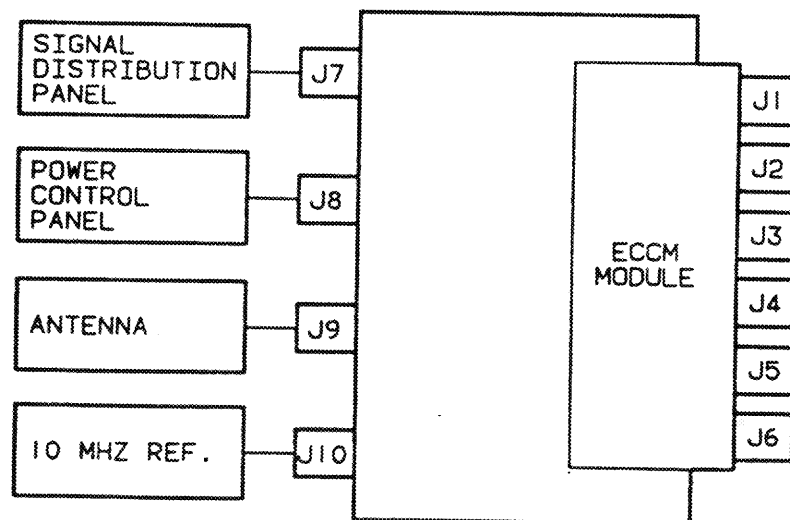 SIGNAL
DISTRIBUTION
PANEL
J7
POWER
CONTROL
PANEL
J8
ANTENNA
J9
10 MHZ REF.
J10
ECCM
MODULE
J1
J2
J3
J4
J5
J6